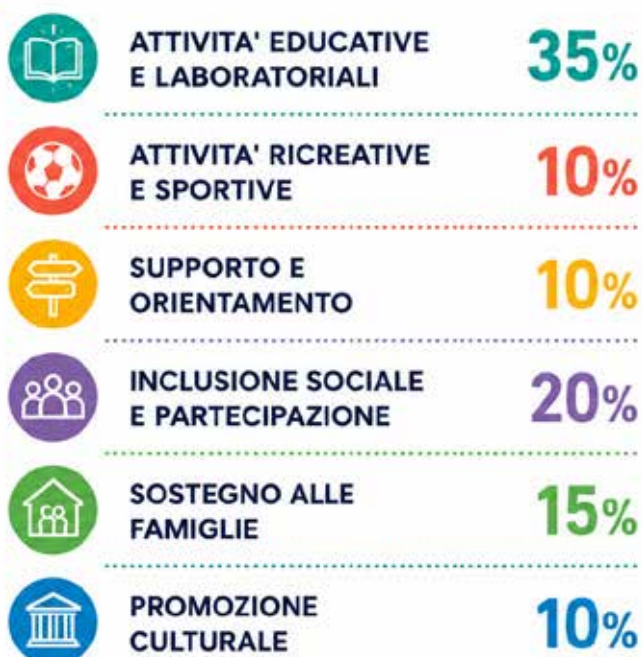 ATTIVITA' EDUCATIVE
E LABORATORIALI
35%
ATTIVITA' RICREATIVE
E SPORTIVE
10%
SUPPORTO E
ORIENTAMENTO
10%
INCLUSIONE SOCIALE
E PARTECIPAZIONE
20%
SOSTEGNO ALLE
FAMIGLIE
15%
PROMOZIONE
CULTURALE
10%